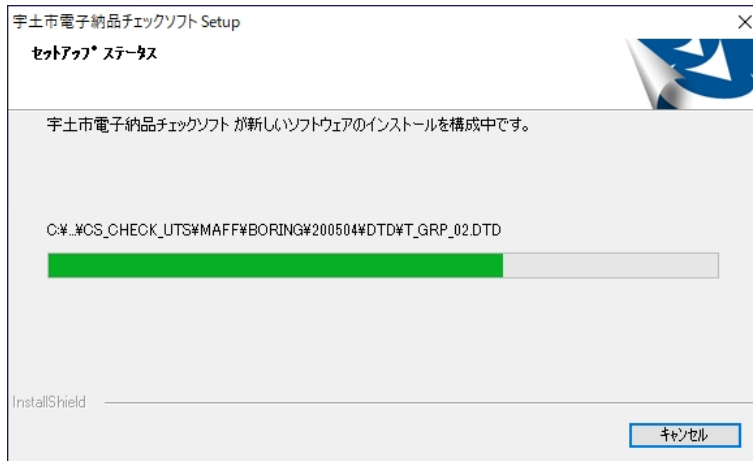 宇土市電子納品チェックソフト Setup
セットアップ ステータス
宇土市電子納品チェックソフト が新しいソフトウェアのインストールを構成中です。
C:¥...¥CS_CHECK_UTS¥MAFF¥BORING¥200504¥DTD¥T_GRP_02.DTD
InstallShield
キャンセル